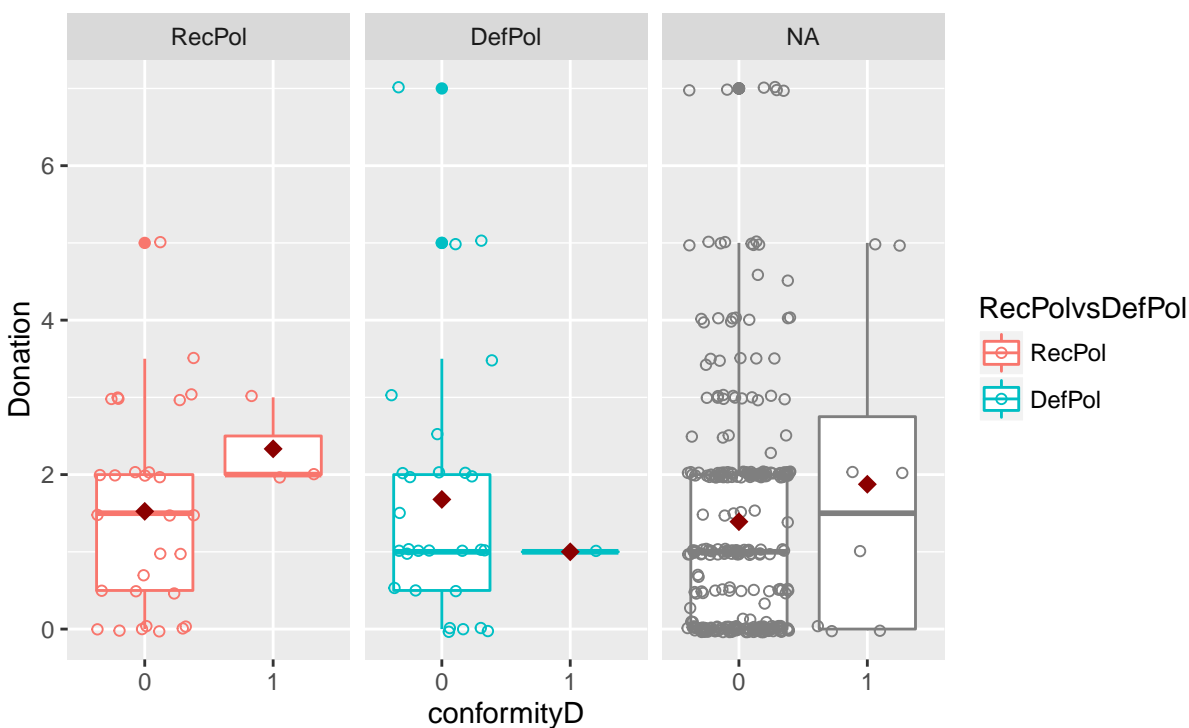 RecPol
DefPol
NA
6
4
2
0
Donation
0
1
0
1
0
1
conformityD
RecPolvsDefPol
RecPol
DefPol